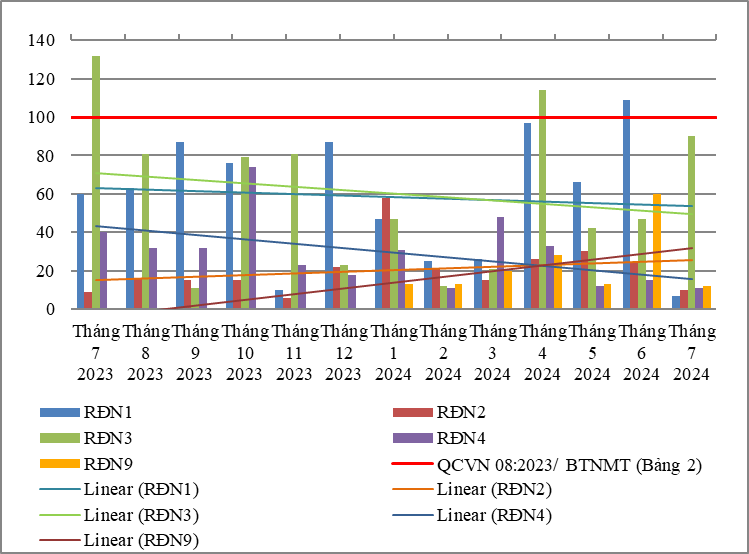 140
120
100
80
60
40
20
0
Tháng Tháng Tháng Tháng Tháng Tháng Tháng Tháng Tháng Tháng Tháng Tháng Tháng
7 8 9 10 11 12 1 2 3 4 5 6 7
2023 2023 2023 2023 2023 2023 2024 2024 2024 2024 2024 2024 2024
RĐN1 RĐN2
RĐN3 RĐN4
RĐN9 QCVN 08:2023/ BTNMT (Bảng 2)
Linear (RĐN1) Linear (RĐN2)
Linear (RĐN3) Linear (RĐN4)
Linear (RĐN9)